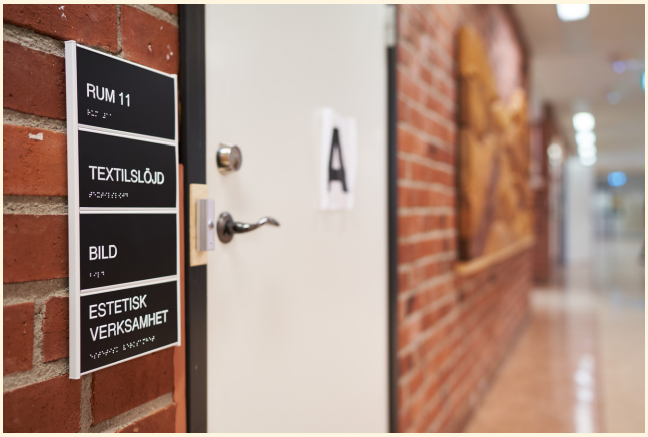 RUM 11
TEXTILSLÖJD
BILD
ESTETISK
VERKSAMHET
A